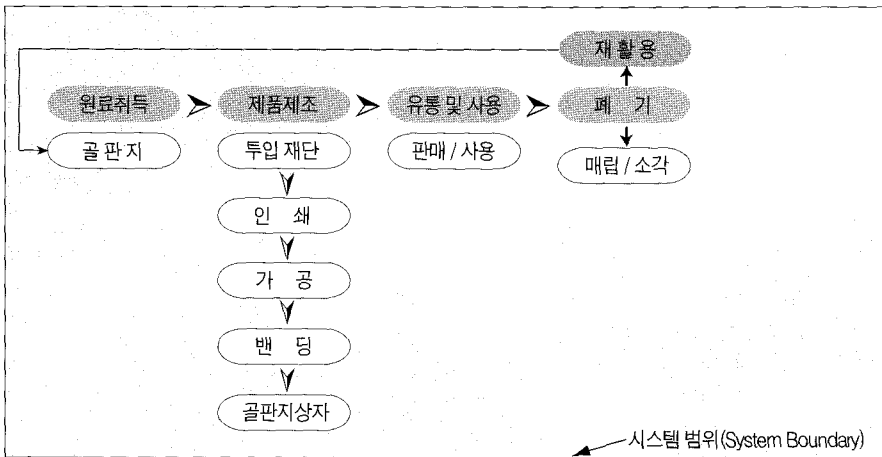 재 활 용
원료취득
제품제조
유통 및 사용
폐 기
골 판 지
투입 재단
판매 / 사용
매립 / 소각
인 쇄
가 공
밴 딩
골판지상자
시스템 범위(System Boundary)